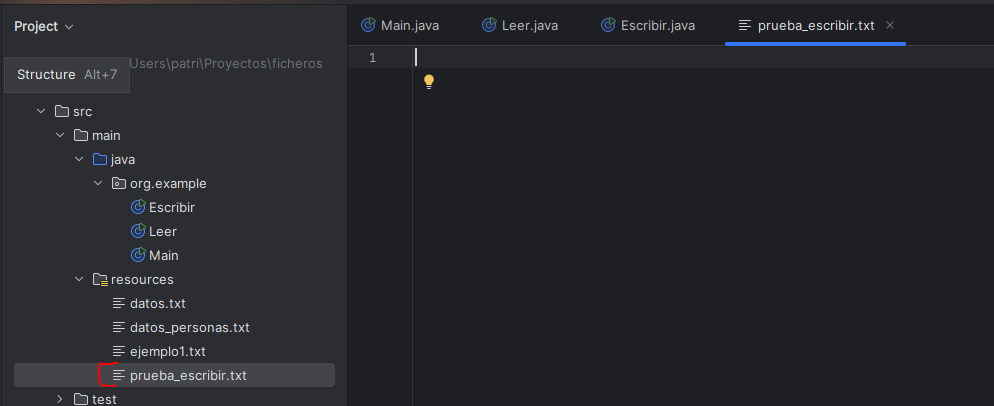 Project
Main.java Leer.java Escribir.java prueba_escribir.txt
Users\patri\Proyectos\ficheros
Structure Alt+7
1
src
main
java
org.example
Escribir
Leer
Main
resources
datos.txt
datos_personas.txt
ejemplo1.txt
prueba_escribir.txt
test